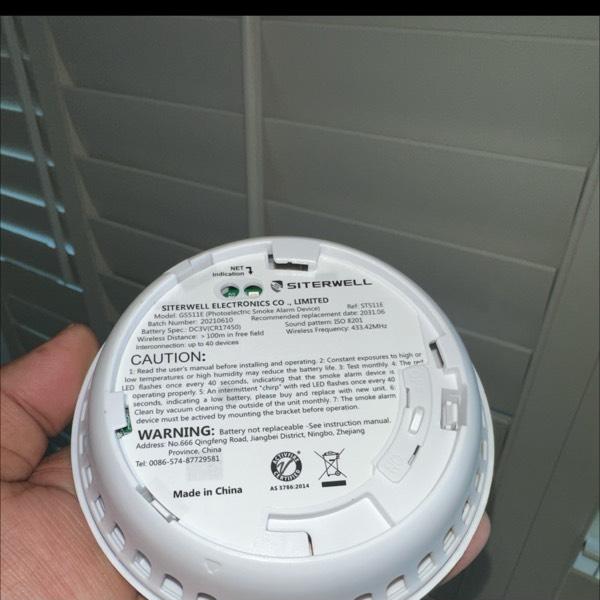 NET
Indication
SITERWELL
SITERWELL ELECTRONICS CO ., LIMITED
Model: GS511E (Photoelectric Smoke Alarm Device) Ref: STS11E
Batch Number: 20210610 Recommended replacement date: 2031.06
Battery Spec: DC3V(CR17450) Sound pattern: ISO 8201
Wireless Distance: > 100m in free field Wireless Frequency: 433.42MHz
Interconnection: up to 40 devices
CAUTION:
1: Read the user's manual before installing and operating. 2: Constant exposures to high or
low temperatures or high humidity may reduce the battery life. 3: Test monthly. 4: The red
LED flashes once every 40 seconds, indicating that the smoke alarm device is
operating properly. 5: An intermittent "chirp" with red LED flashes once every 40
seconds, indicating a low battery, please buy and replace with new unit. 6:
Clean by vacuum cleaning the outside of the unit monthly. 7: The smoke alarm
device must be actived by mounting the bracket before operation.
WARNING: Battery not replaceable -See instruction manual.
Address: No.666 Qingfeng Road, Jiangbei District, Ningbo, Zhejiang
Province, China
Tel: 0086-574-87729581
Made in China
ACTIVFIRE
CERTIFIED
AS 3786:2014